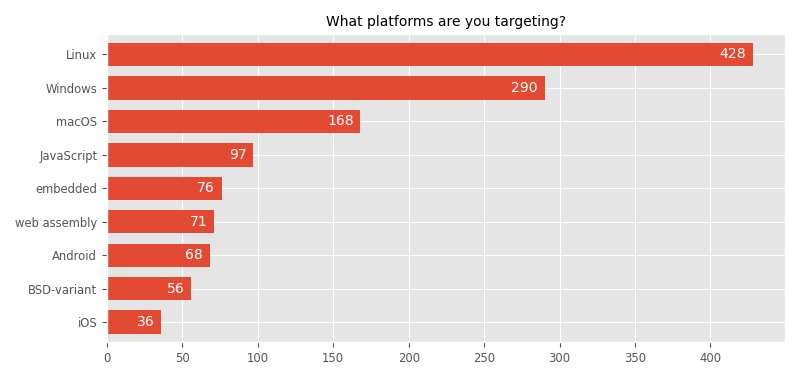 What platforms are you targeting?
Linux 428
Windows 290
macOS 168
JavaScript 97
embedded 76
web assembly 71
Android 68
BSD-variant 56
iOS 36
0 50 100 150 200 250 300 350 400